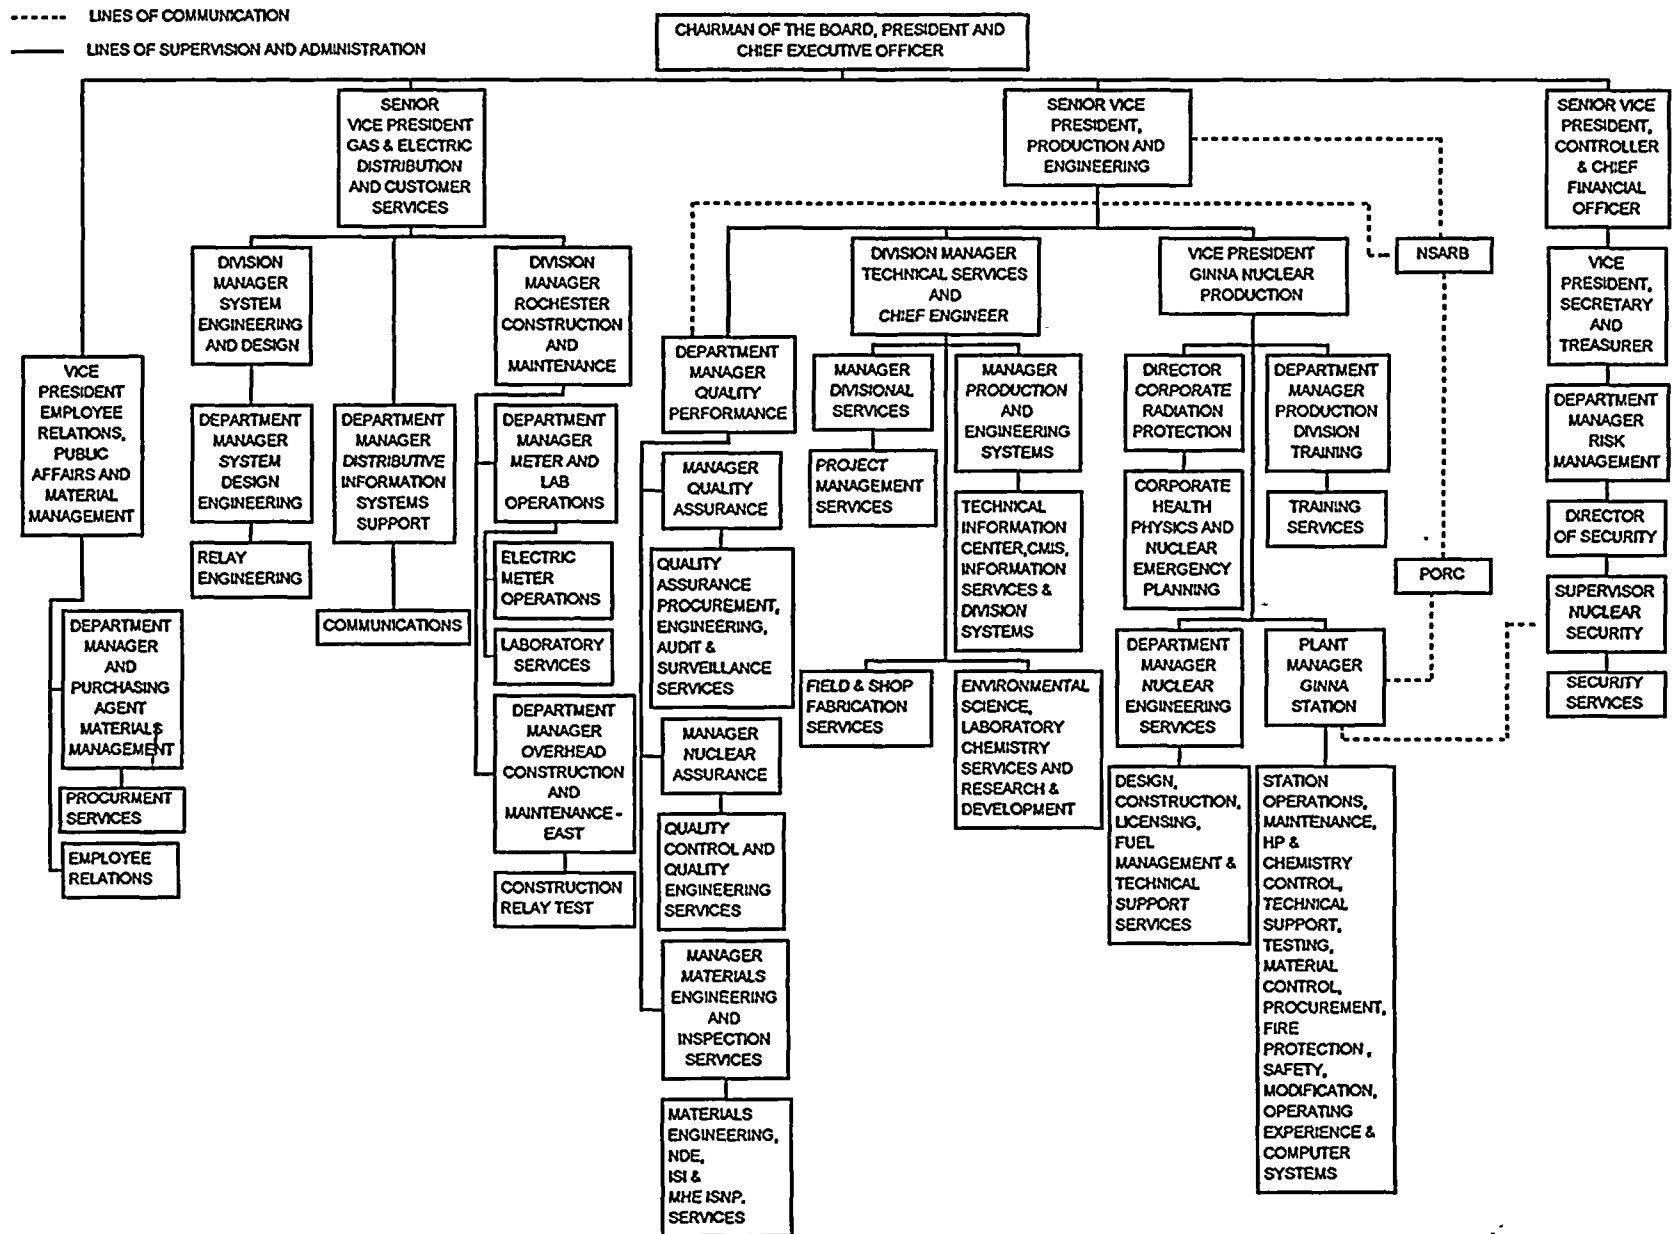 LINES OF COMMUNICATION
LINES OF SUPERVISION AND ADMINISTRATION
CHAIRMAN OF THE BOARD, PRESIDENT AND
CHIEF EXECUTIVE OFFICER
SENIOR
VICE PRESIDENT
GAS & ELECTRIC
DISTRIBUTION
AND CUSTOMER
SERVICES
SENIOR VICE
PRESIDENT,
PRODUCTION AND
ENGINEERING
SENIOR VICE
PRESIDENT,
CONTROLLER
& CHIEF
FINANCIAL
OFFICER
DIVISION
MANAGER
SYSTEM
ENGINEERING
AND DESIGN
DIVISION
MANAGER
ROCHESTER
CONSTRUCTION
AND
MAINTENANCE
DIVISION MANAGER
TECHNICAL SERVICES
AND
CHIEF ENGINEER
VICE PRESIDENT
GINNA NUCLEAR
PRODUCTION
NSARB
VICE
PRESIDENT,
SECRETARY
AND
TREASURER
VICE
PRESIDENT
EMPLOYEE
RELATIONS,
PUBLIC
AFFAIRS AND
MATERIAL
MANAGEMENT
DEPARTMENT
MANAGER
SYSTEM
DESIGN
ENGINEERING
DEPARTMENT
MANAGER
DISTRIBUTIVE
INFORMATION
SYSTEMS
SUPPORT
DEPARTMENT
MANAGER
METER AND
LAB
OPERATIONS
DEPARTMENT
MANAGER
QUALITY
PERFORMANCE
MANAGER
DIVISIONAL
SERVICES
MANAGER
PRODUCTION
AND
ENGINEERING
SYSTEMS
DIRECTOR
CORPORATE
RADIATION
PROTECTION
DEPARTMENT
MANAGER
PRODUCTION
DIVISION
TRAINING
DEPARTMENT
MANAGER
RISK
MANAGEMENT
MANAGER
QUALITY
ASSURANCE
PROJECT
MANAGEMENT
SERVICES
TECHNICAL
INFORMATION
CENTER,CMIS,
INFORMATION
SERVICES &
DIVISION
SYSTEMS
CORPORATE
HEALTH
PHYSICS AND
NUCLEAR
EMERGENCY
PLANNING
TRAINING
SERVICES
DIRECTOR
OF SECURITY
RELAY
ENGINEERING
ELECTRIC
METER
OPERATIONS
QUALITY
ASSURANCE
PROCUREMENT,
ENGINEERING,
AUDIT &
SURVEILLANCE
SERVICES
PORC
SUPERVISOR
NUCLEAR
SECURITY
DEPARTMENT
MANAGER
AND
PURCHASING
AGENT
MATERIALS
MANAGEMENT
COMMUNICATIONS
LABORATORY
SERVICES
DEPARTMENT
MANAGER
NUCLEAR
ENGINEERING
SERVICES
PLANT
MANAGER
GINNA
STATION
SECURITY
SERVICES
FIELD & SHOP
FABRICATION
SERVICES
ENVIRONMENTAL
SCIENCE,
LABORATORY
CHEMISTRY
SERVICES AND
RESEARCH &
DEVELOPMENT
DEPARTMENT
MANAGER
OVERHEAD
CONSTRUCTION
AND
MAINTENANCE -
EAST
MANAGER
NUCLEAR
ASSURANCE
PROCURMENT
SERVICES
EMPLOYEE
RELATIONS
CONSTRUCTION
RELAY TEST
QUALITY
CONTROL AND
QUALITY
ENGINEERING
SERVICES
DESIGN,
CONSTRUCTION,
LICENSING,
FUEL
MANAGEMENT &
TECHNICAL
SUPPORT
SERVICES
STATION
OPERATIONS,
MAINTENANCE,
HP &
CHEMISTRY
CONTROL,
TECHNICAL
SUPPORT,
TESTING,
MATERIAL
CONTROL,
PROCUREMENT,
FIRE
PROTECTION,
SAFETY,
MODIFICATION,
OPERATING
EXPERIENCE &
COMPUTER
SYSTEMS
MANAGER
MATERIALS
ENGINEERING
AND
INSPECTION
SERVICES
MATERIALS
ENGINEERING,
NDE,
ISI &
MHE ISNP.
SERVICES